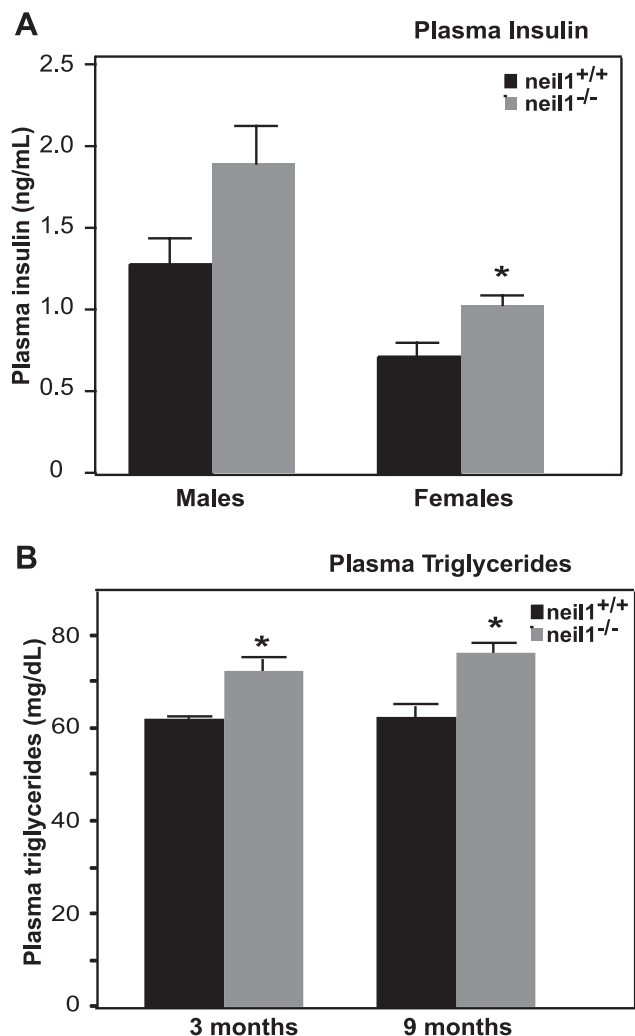 A
Plasma Insulin
neil1+/+
neil1-/-
Plasma insulin (ng/mL)
2.5
2.0
1.5
1.0
0.5
0
*
Males Females
B
Plasma Triglycerides
neil1+/+
neil1-/-
Plasma triglycerides (mg/dL)
80
60
40
20
0
* *
3 months 9 months